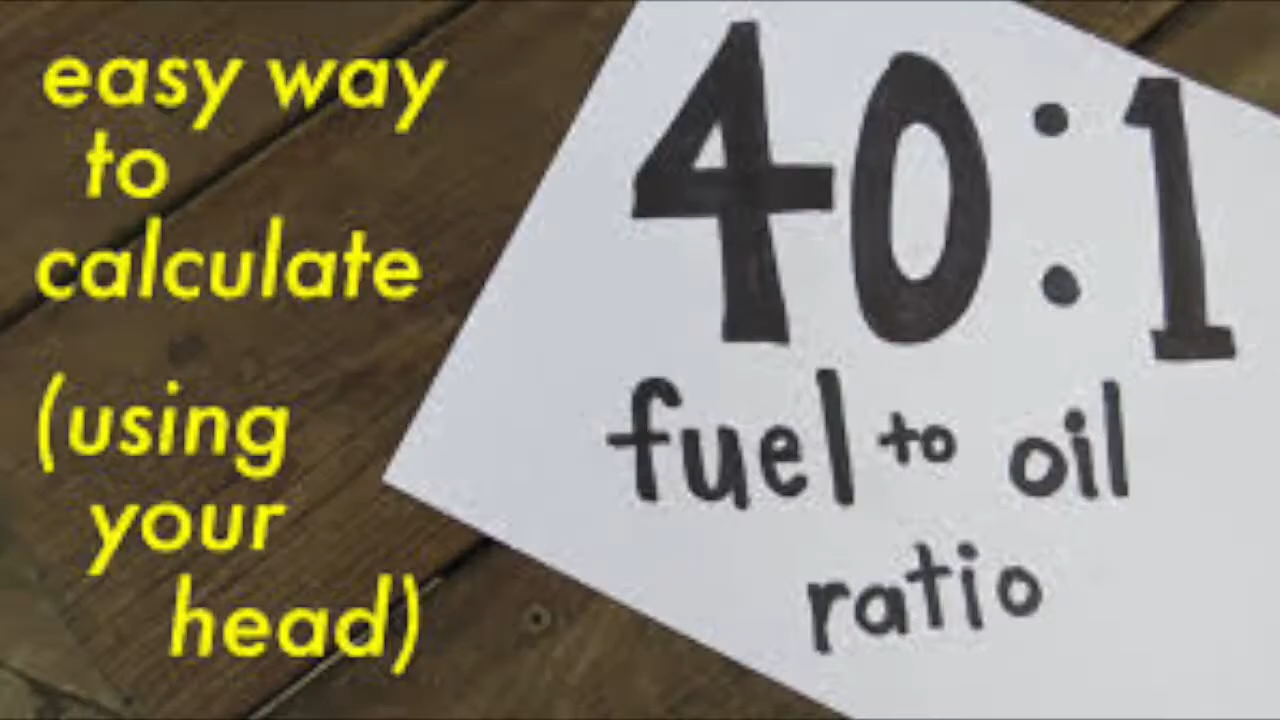 easy way
to
calculate
(using
your
head)
40:1
fuel to oil
ratio